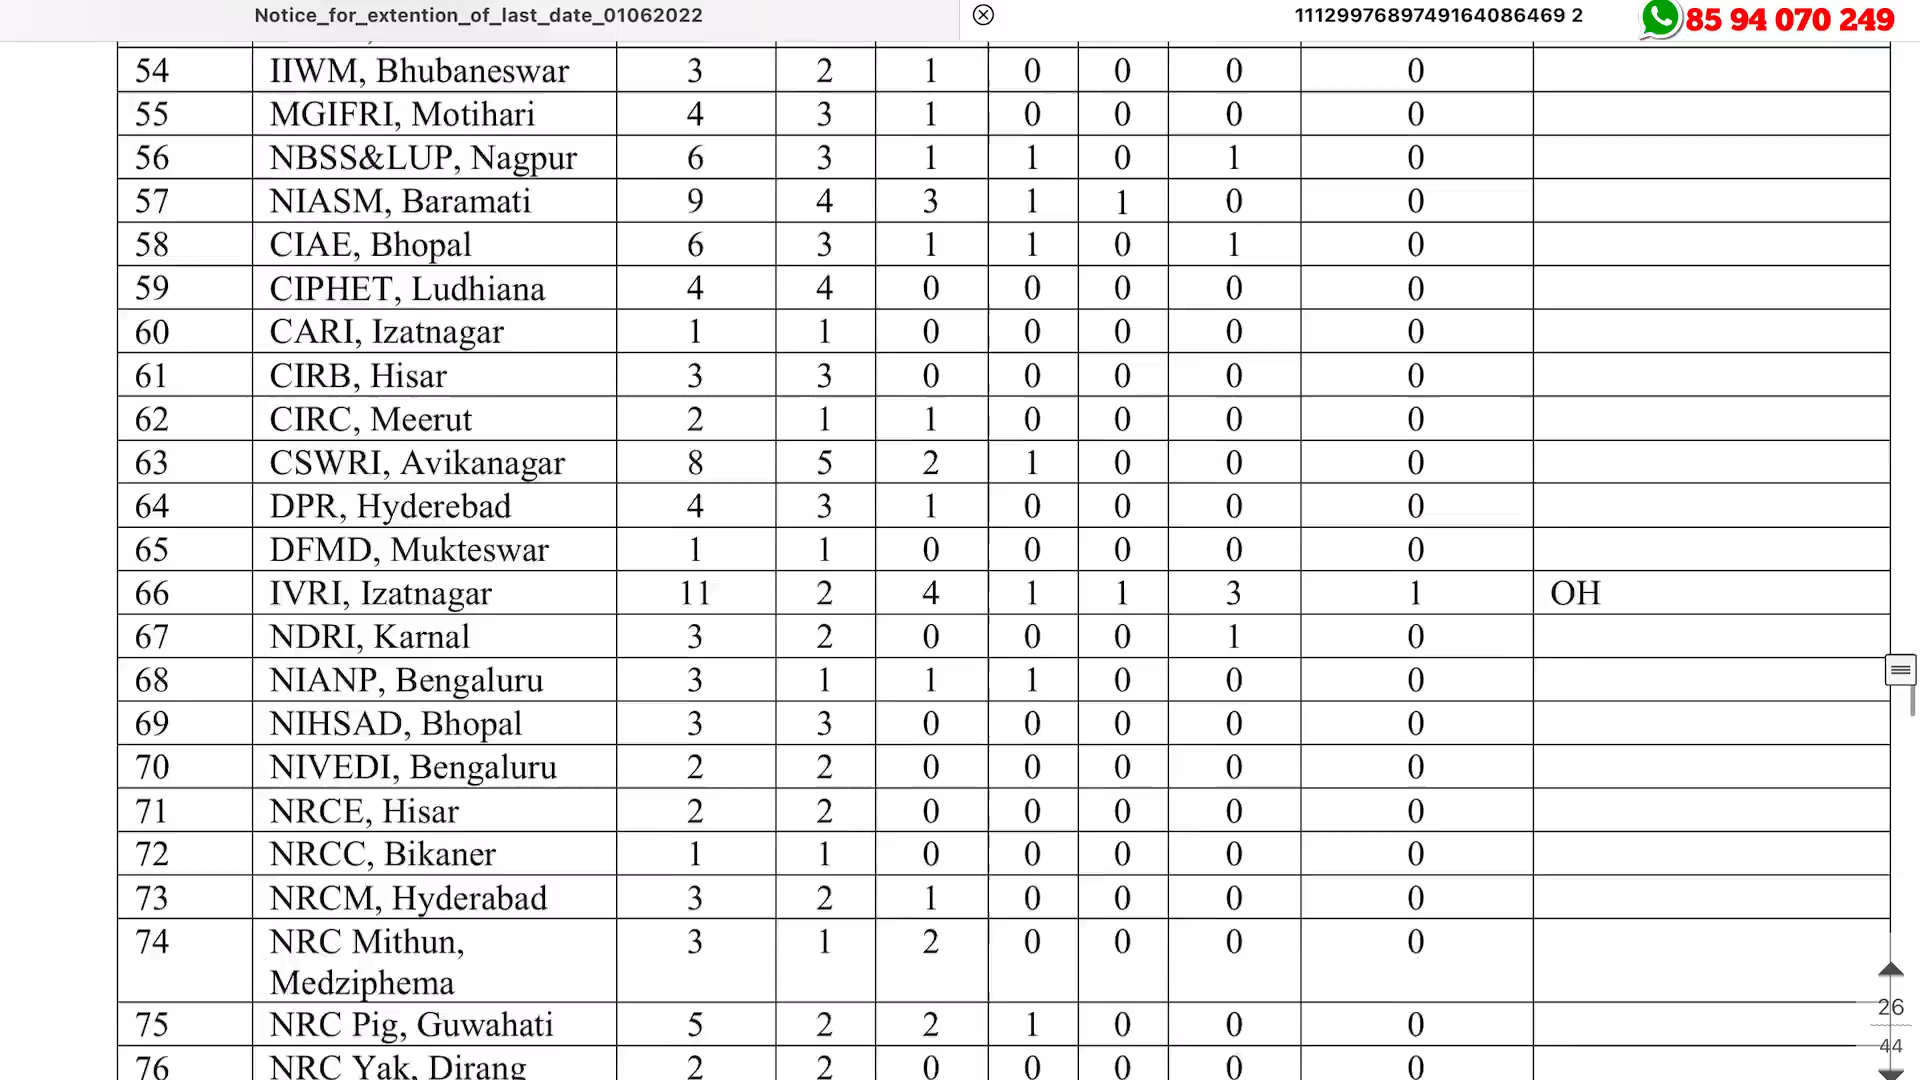 Notice_for_extention_of_last_date_01062022
11129976897491640864692 2
85 94 070 249
54 IIWM, Bhubaneswar 3 2 1 0 0 0 0
55 MGIFRI, Motihari 4 3 1 0 0 0 0
56 NBSS&LUP, Nagpur 6 3 1 1 0 1 0
57 NIASM, Baramati 9 4 3 1 1 0 0
58 CIAE, Bhopal 6 3 1 1 0 1 0
59 CIPHET, Ludhiana 4 4 0 0 0 0 0
60 CARI, Izatnagar 1 1 0 0 0 0 0
61 CIRB, Hisar 3 3 0 0 0 0 0
62 CIRC, Meerut 2 1 1 0 0 0 0
63 CSWRI, Avikanagar 8 5 2 1 0 0 0
64 DPR, Hyderebad 4 3 1 0 0 0 0
65 DFMD, Mukteswar 1 1 0 0 0 0 0
66 IVRI, Izatnagar 11 2 4 1 1 3 1 OH
67 NDRI, Karnal 3 2 0 0 0 1 0
68 NIANP, Bengaluru 3 1 1 1 0 0 0
69 NIHSAD, Bhopal 3 3 0 0 0 0 0
70 NIVEDI, Bengaluru 2 2 0 0 0 0 0
71 NRCE, Hisar 2 2 0 0 0 0 0
72 NRCC, Bikaner 1 1 0 0 0 0 0
73 NRCM, Hyderabad 3 2 1 0 0 0 0
74 NRC Mithun, 3 1 2 0 0 0 0
Medziphema
75 NRC Pig, Guwahati 5 2 2 1 0 0 0
76 NRC Yak, Dirang 2 2 0 0 0 0 0
26
44